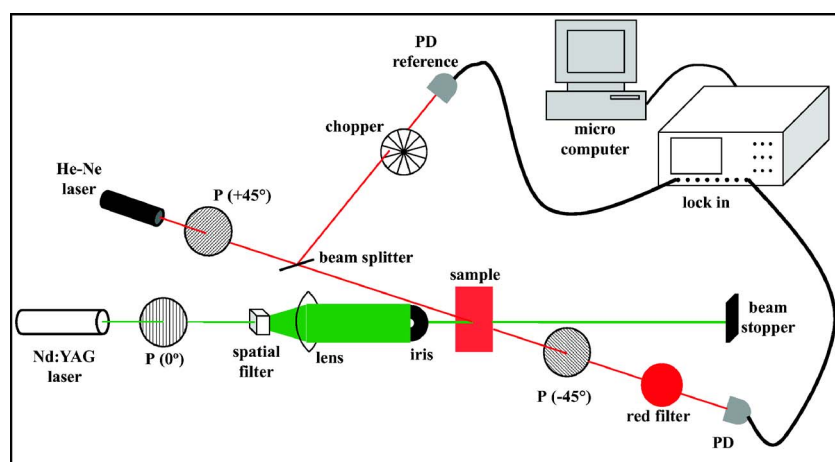 PD
reference
chopper
micro
computer
He-Ne
laser
P (+45°)
lock in
beam splitter
sample
beam
stopper
Nd:YAG
laser
P (0º)
spatial
filter
lens
iris
P (-45°)
red filter
PD